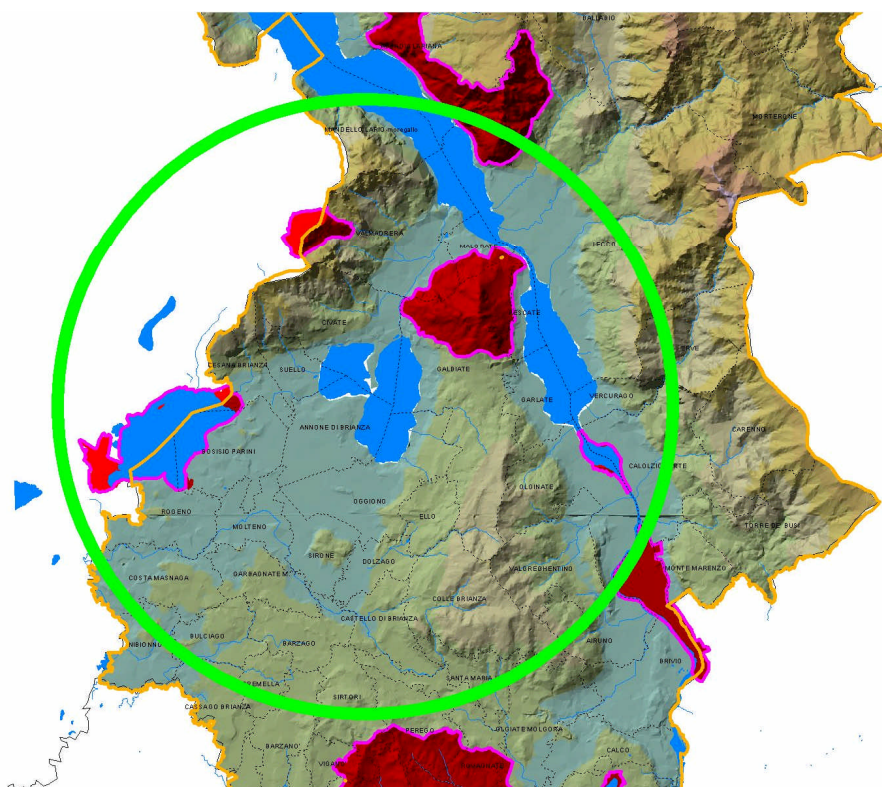 BALLABIO
MORTERONE
MANDELLO LARIO moregallo
VALMADRERA
LECCO
MALGRATE
PESCATE
CIVATE
CESANA BRIANZA
SUELLO
GALBIATE
GARLATE
VERCURAGO
CARENNO
ANNONE DI BRIANZA
BOSISIO PARINI
CALOLZIOCORTE
OLGINATE
OGGIONO
ROGENO
ELLO
MOLTENO
TORRE DE' BUSI
SIRONE
DOLZAGO
VALGREGHENTINO
MONTE MARENZO
COSTA MASNAGA
GARBAGNATE M.
COLLE BRIANZA
CASTELLO DI BRIANZA
BULCIAGO
BARZAGO
AIRUNO
NIBIONNO
BRIVIO
SANTA MARIA
SIRTORI
CASSAGO BRIANZA
PEREGO
OLGIATE MOLGORA
BARZANO'
CALCO